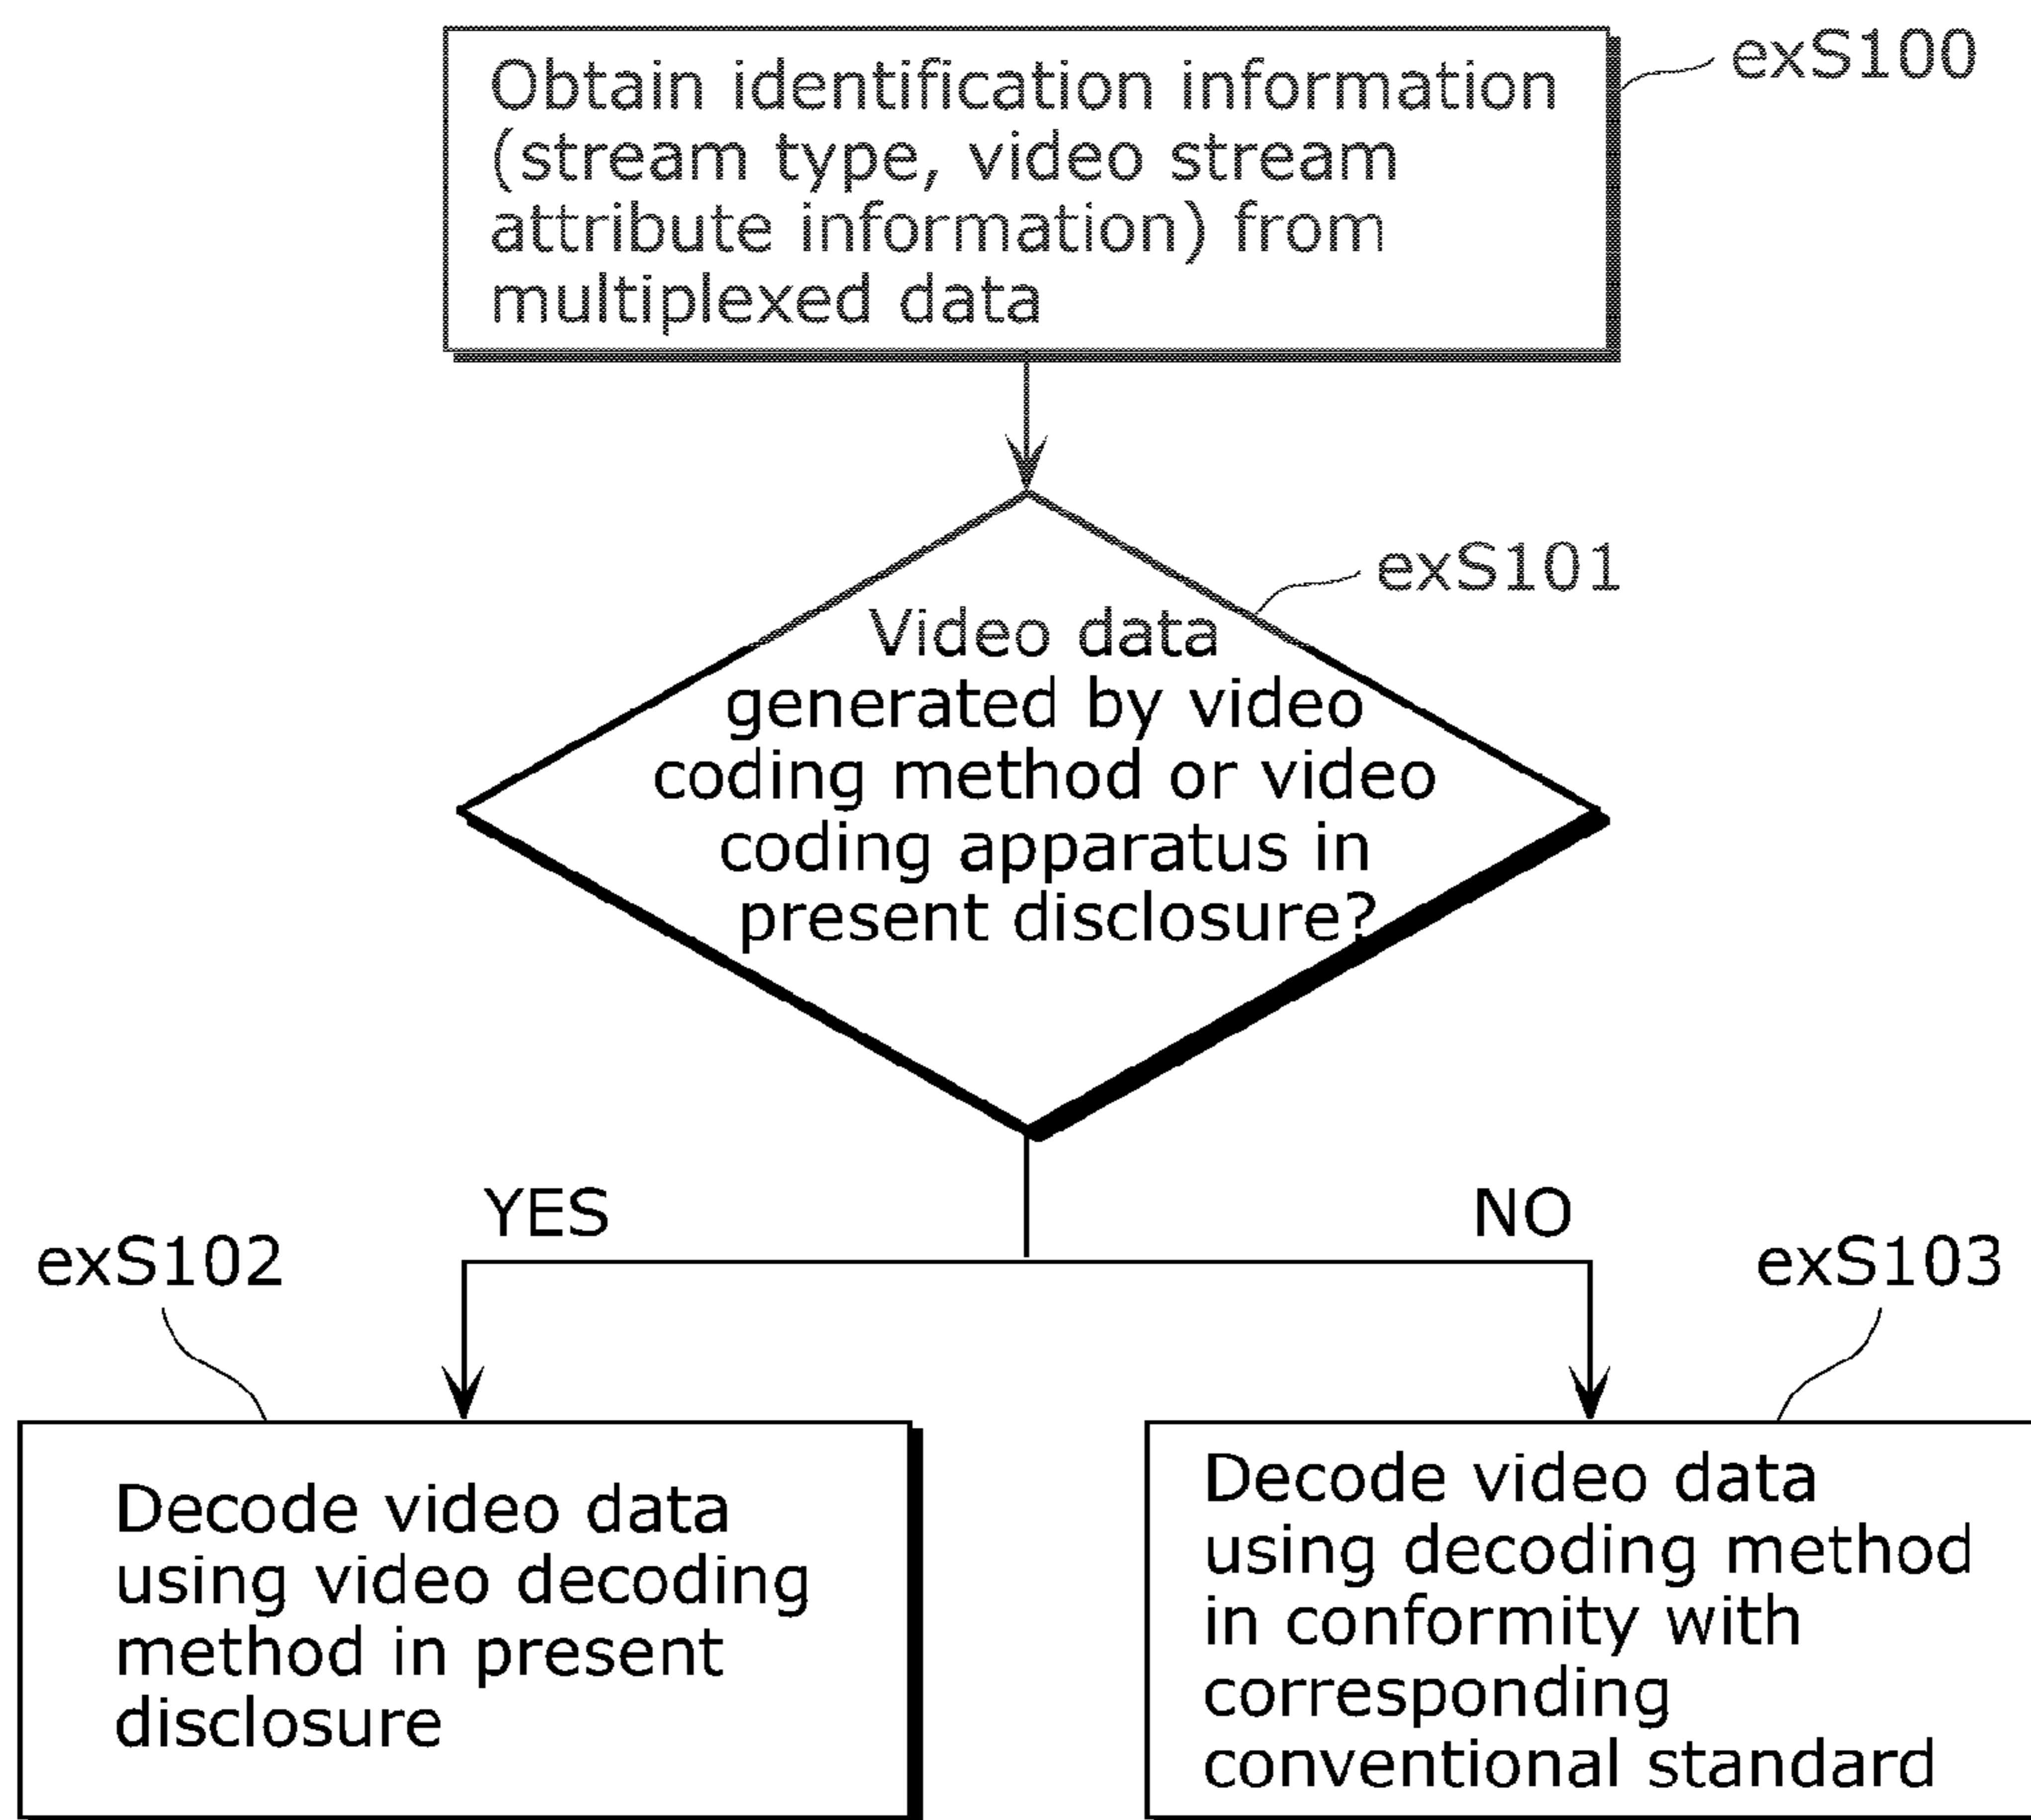 exS100
Obtain identification information
(stream type, video stream
attribute information) from
multiplexed data
exS101
Video data
generated by video
coding method or video
coding apparatus in
present disclosure?
YES
NO
exS102
exS103
Decode video data
using video decoding
method in present
disclosure
Decode video data
using decoding method
in conformity with
corresponding
conventional standard